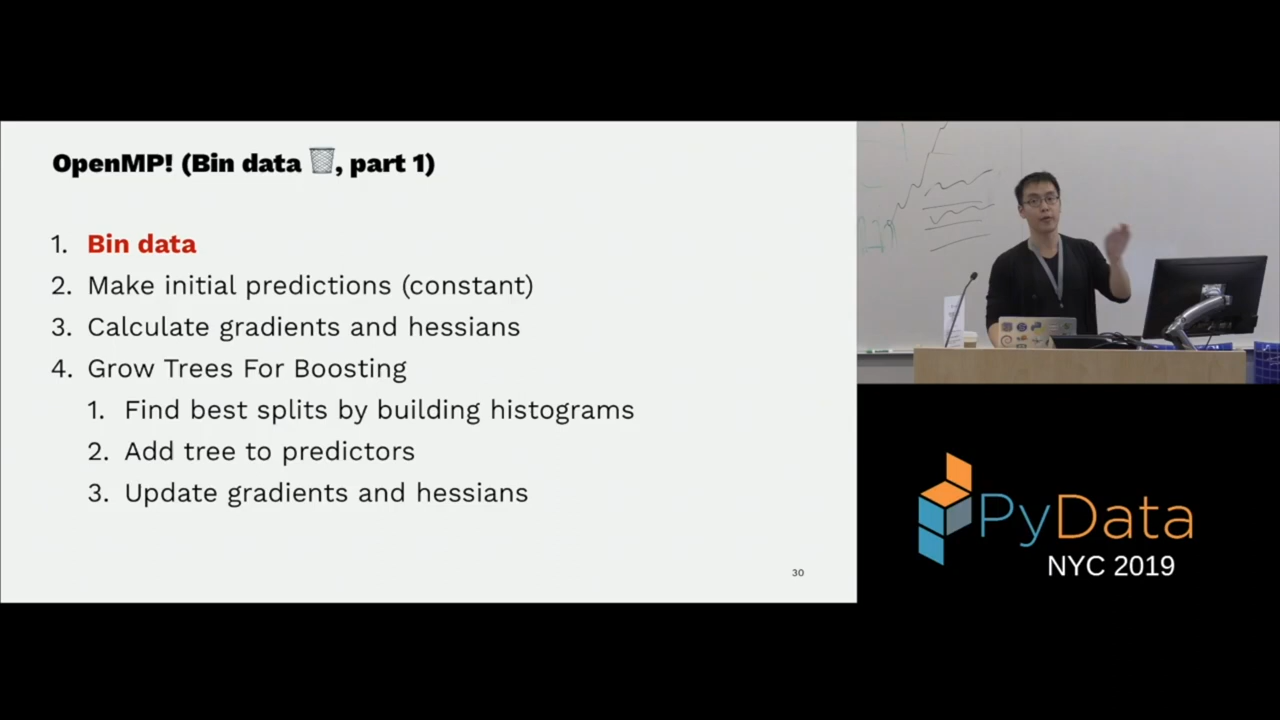 OpenMP! (Bin data 🗑️, part 1)
1. Bin data
2. Make initial predictions (constant)
3. Calculate gradients and hessians
4. Grow Trees For Boosting
1. Find best splits by building histograms
2. Add tree to predictors
3. Update gradients and hessians
30
PyData
NYC 2019